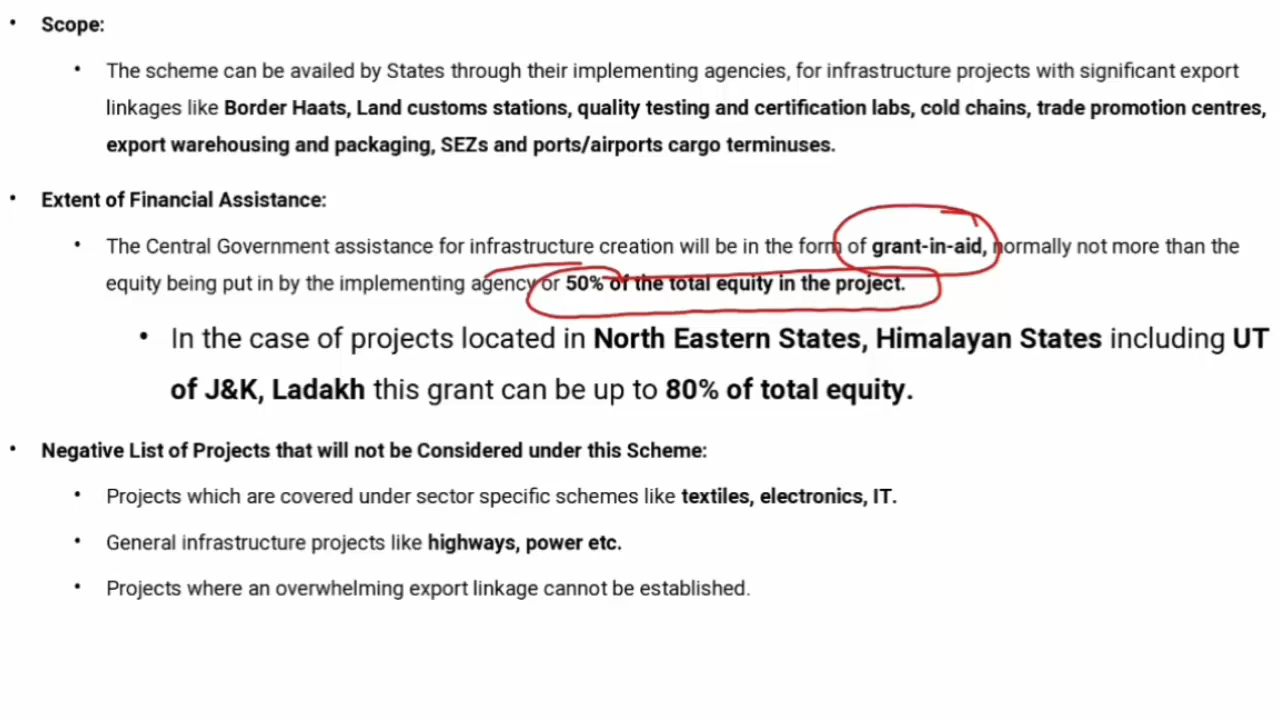 • Scope:
• The scheme can be availed by States through their implementing agencies, for infrastructure projects with significant export
linkages like Border Haats, Land customs stations, quality testing and certification labs, cold chains, trade promotion centres,
export warehousing and packaging, SEZs and ports/airports cargo terminuses.
• Extent of Financial Assistance:
• The Central Government assistance for infrastructure creation will be in the form of grant-in-aid, normally not more than the
equity being put in by the implementing agency or 50% of the total equity in the project.
• In the case of projects located in North Eastern States, Himalayan States including UT
of J&K, Ladakh this grant can be up to 80% of total equity.
• Negative List of Projects that will not be Considered under this Scheme:
• Projects which are covered under sector specific schemes like textiles, electronics, IT.
• General infrastructure projects like highways, power etc.
• Projects where an overwhelming export linkage cannot be established.